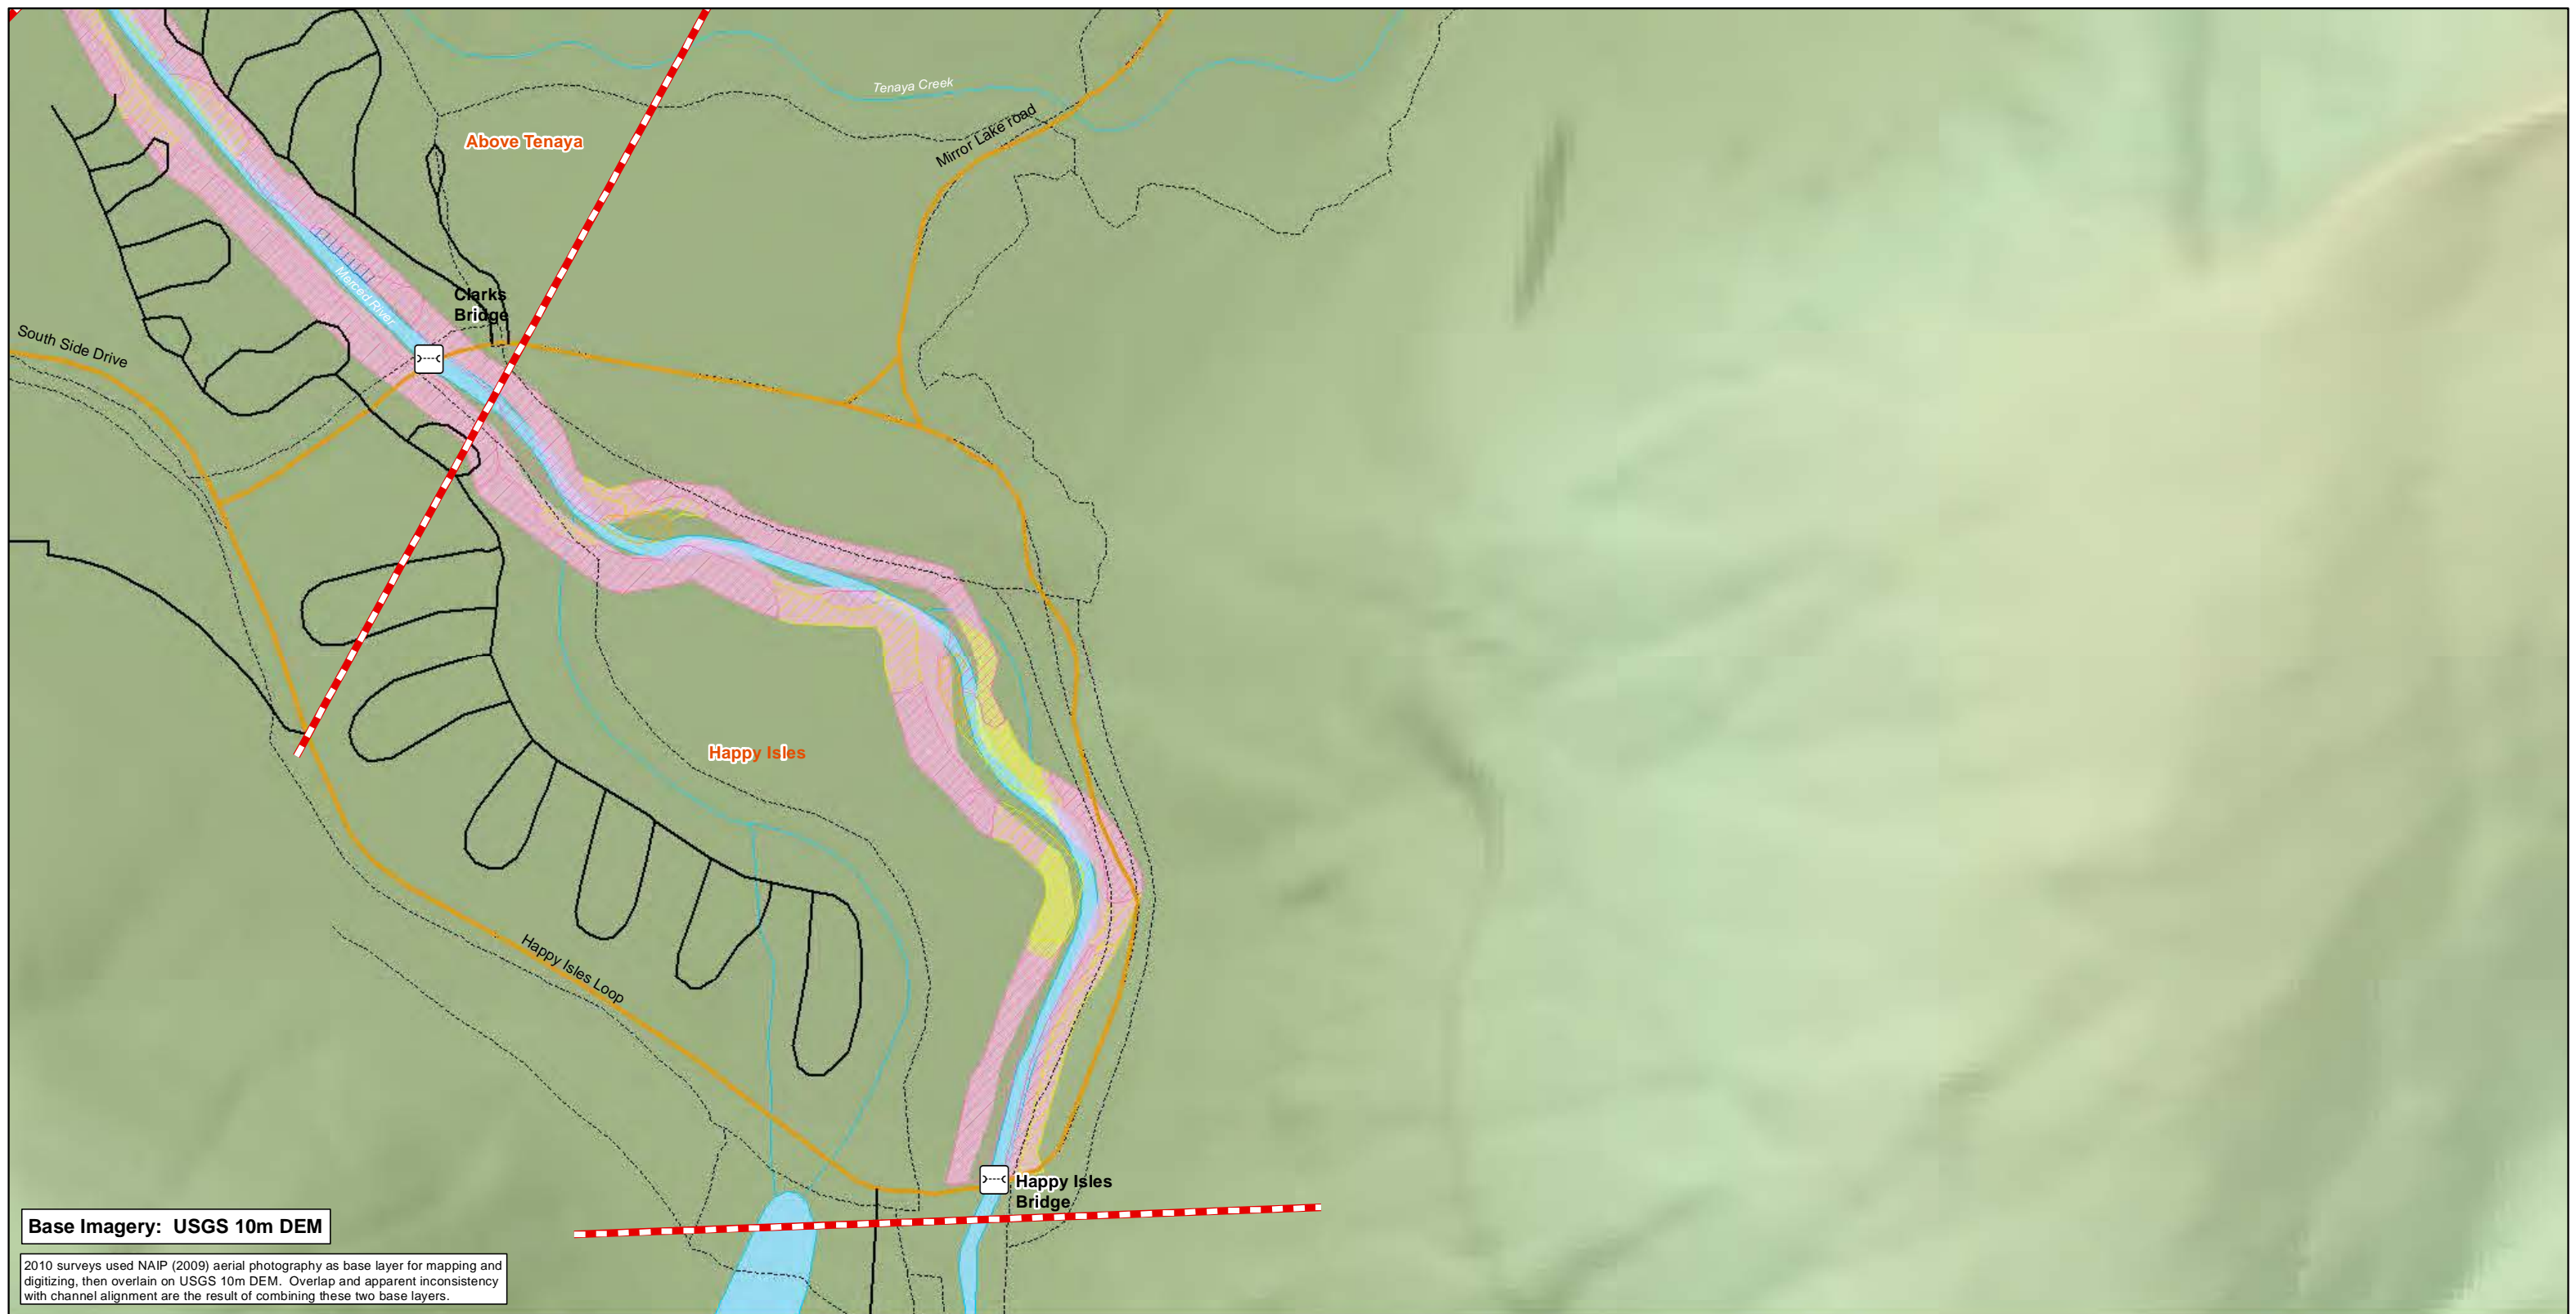 Tenaya Creek
Above Tenaya
Mirror Lake road
Clarks
Bridge
Merced River
South Side Drive
Happy Isles
Happy Isles Loop
Happy Isles
Bridge
Base Imagery:  USGS 10m DEM
2010 surveys used NAIP (2009) aerial photography as base layer for mapping and
digitizing, then overlain on USGS 10m DEM.  Overlap and apparent inconsistency
with channel alignment are the result of combining these two base layers.